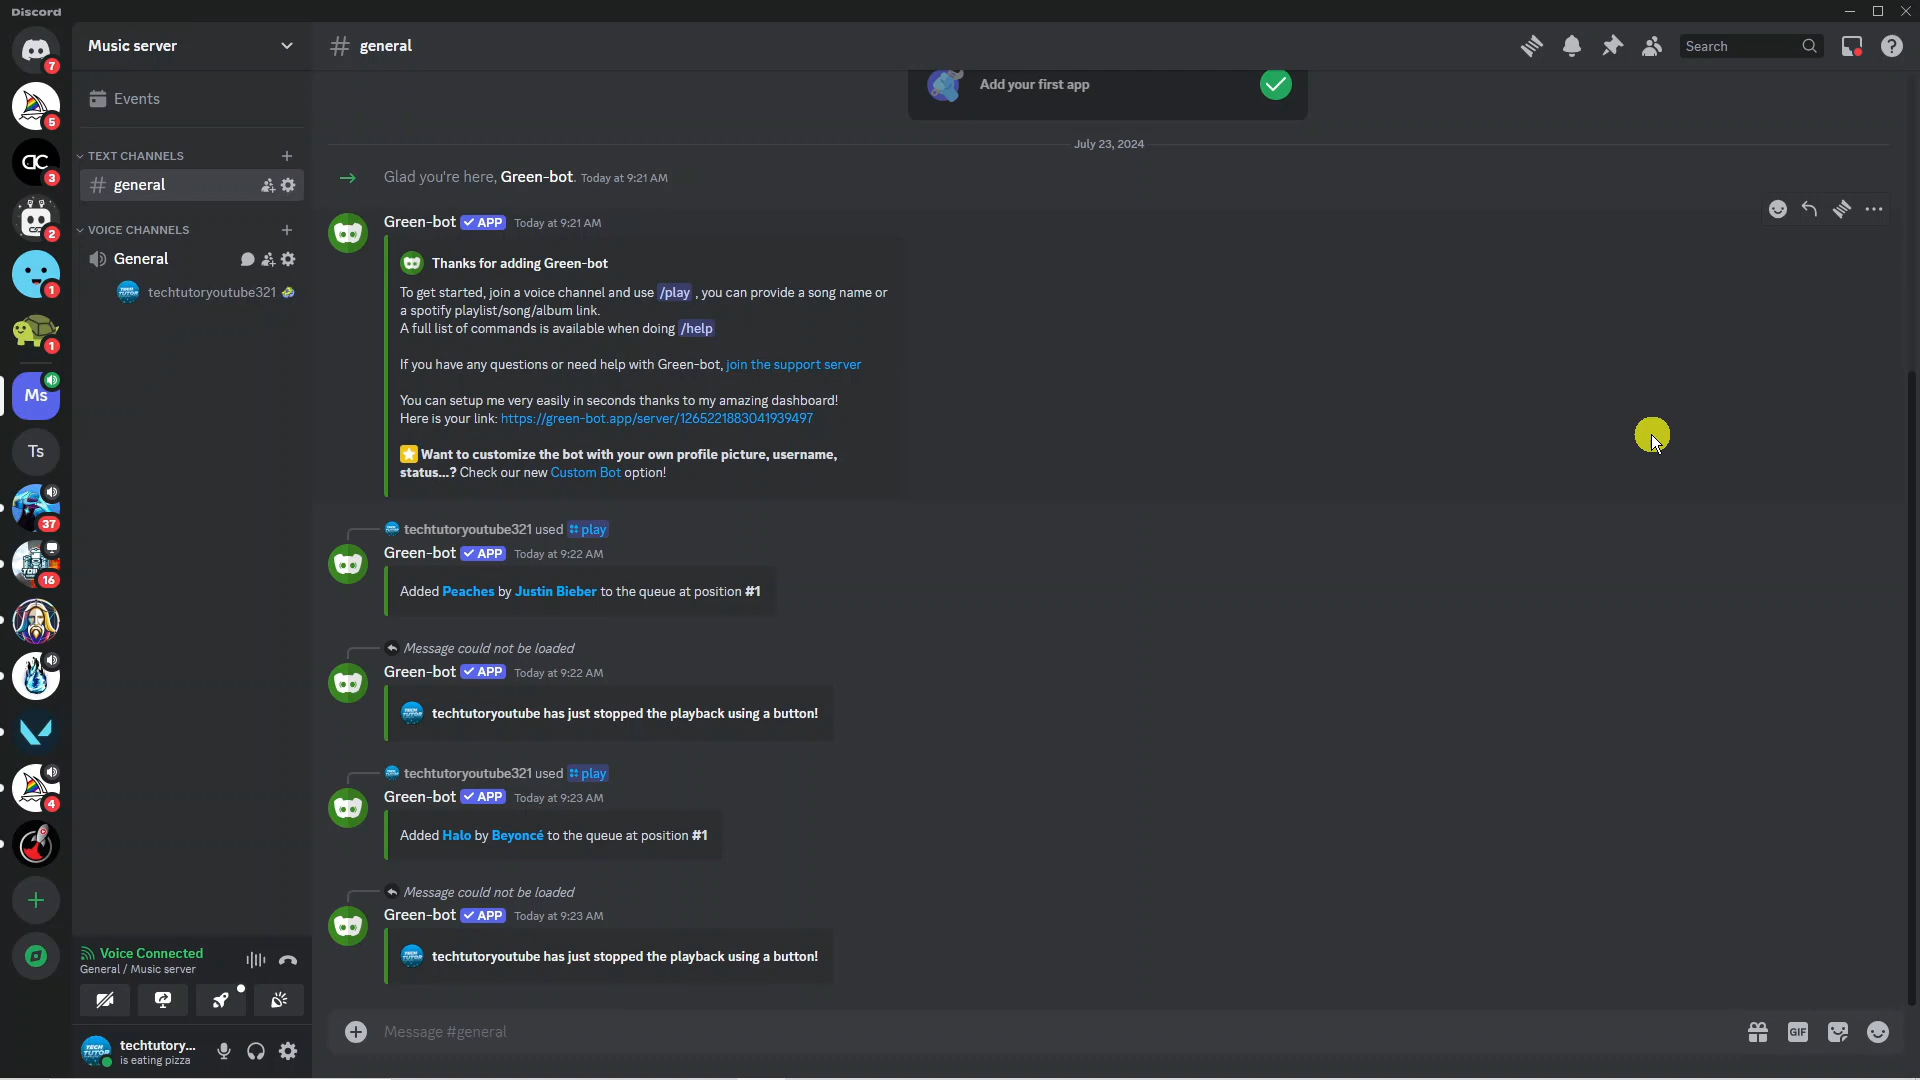 Discord
Music server
# general
Search
Events
TEXT CHANNELS
general
VOICE CHANNELS
General
techtutoryoutube321
7
5
3
2
1
1
Ms
Ts
37
16
4
Add your first app
July 23, 2024
Glad you're here, Green-bot. Today at 9:21 AM
Green-bot APP Today at 9:21 AM
Thanks for adding Green-bot
To get started, join a voice channel and use /play , you can provide a song name or
a spotify playlist/song/album link.
A full list of commands is available when doing /help
If you have any questions or need help with Green-bot, join the support server
You can setup me very easily in seconds thanks to my amazing dashboard!
Here is your link: https://green-bot.app/server/1265221883041939497
Want to customize the bot with your own profile picture, username,
status...? Check our new Custom Bot option!
techtutoryoutube321 used play
Green-bot APP Today at 9:22 AM
Added Peaches by Justin Bieber to the queue at position #1
Message could not be loaded
Green-bot APP Today at 9:22 AM
techtutoryoutube has just stopped the playback using a button!
techtutoryoutube321 used play
Green-bot APP Today at 9:23 AM
Added Halo by Beyoncé to the queue at position #1
Message could not be loaded
Green-bot APP Today at 9:23 AM
techtutoryoutube has just stopped the playback using a button!
Voice Connected
General / Music server
techtutory...
is eating pizza
Message #general
GIF